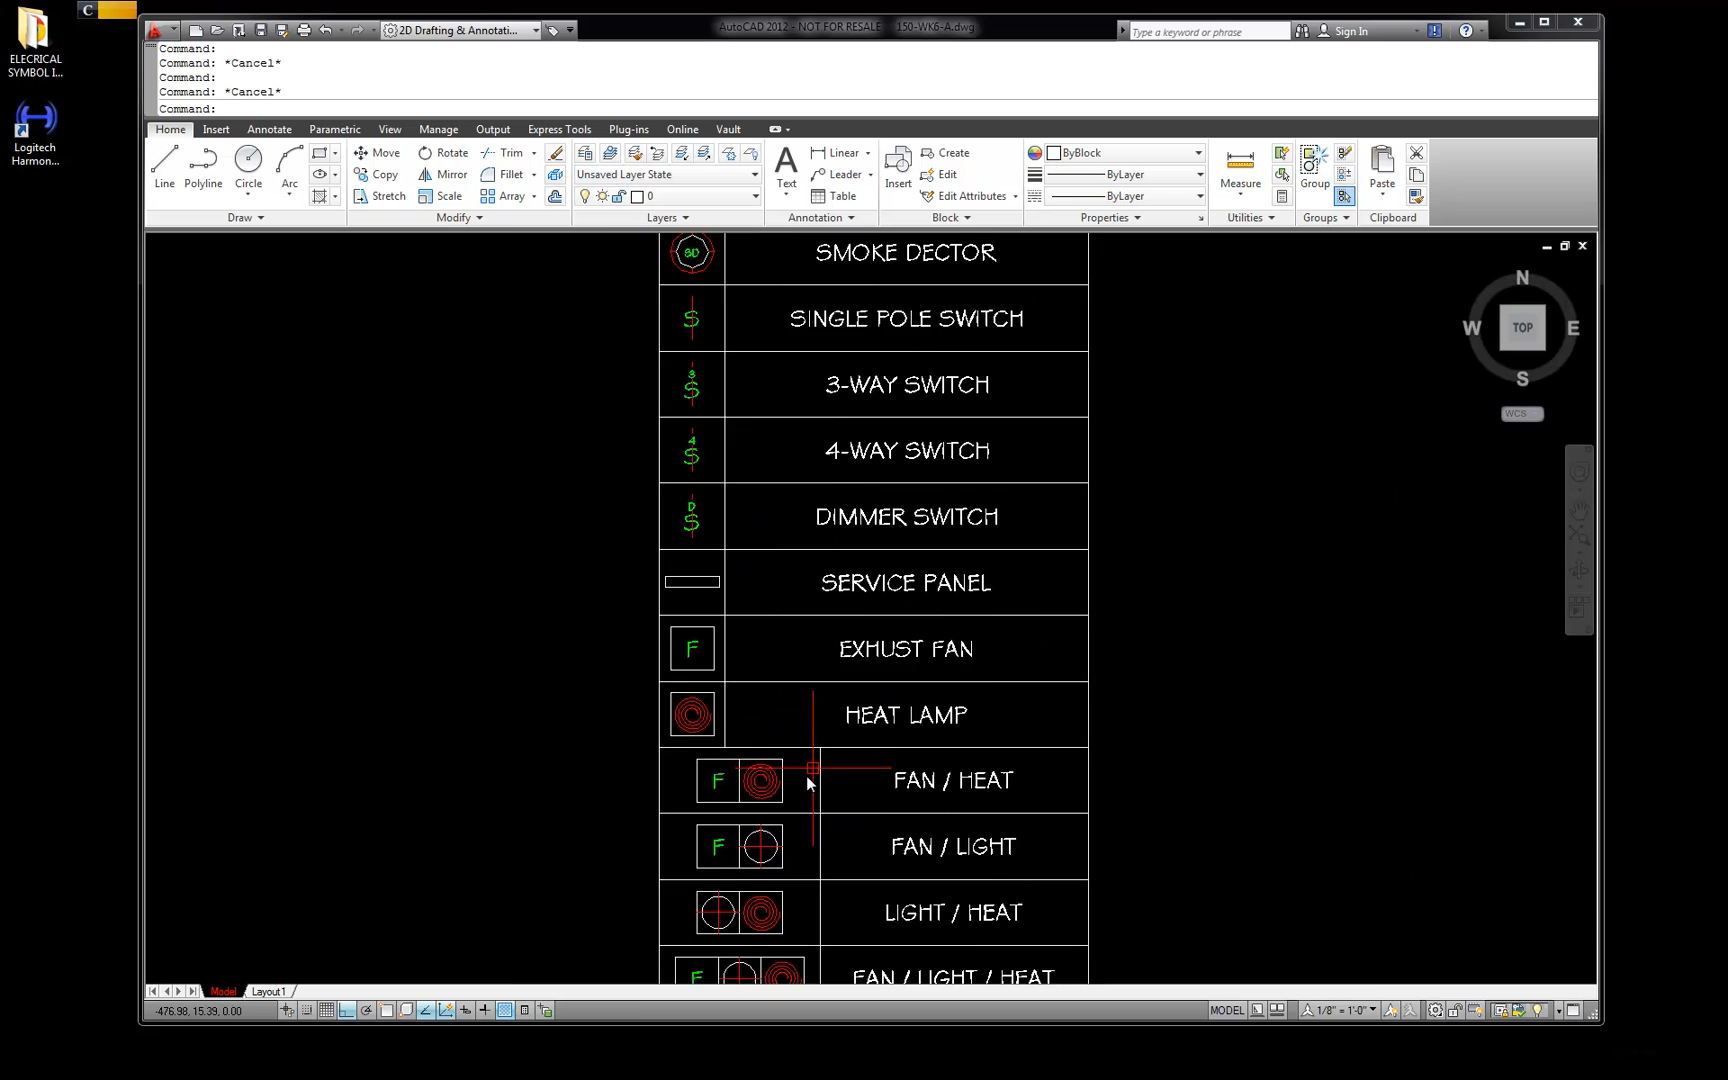 C
ELECRICAL
SYMBOL I...
Logitech
Harmon...
2D Drafting & Annotati...
AutoCAD 2012 - NOT FOR RESALE 150-WK6-A.dwg
Type a keyword or phrase
Sign In
Command:
Command: *Cancel*
Command:
Command: *Cancel*
Command:
Home Insert Annotate Parametric View Manage Output Express Tools Plug-ins Online Vault
Line Polyline Circle Arc
Move Rotate Trim
Copy Mirror Fillet
Stretch Scale Array
Unsaved Layer State
0
Text
Linear
Leader
Table
Insert
Create
Edit
Edit Attributes
ByBlock
ByLayer
ByLayer
Measure
Group
Paste
Draw Modify Layers Annotation Block Properties Utilities Groups Clipboard
SD SMOKE DECTOR
S SINGLE POLE SWITCH
3
S 3-WAY SWITCH
4
S 4-WAY SWITCH
D
S DIMMER SWITCH
SERVICE PANEL
F EXHUST FAN
HEAT LAMP
F FAN / HEAT
F FAN / LIGHT
LIGHT / HEAT
F FAN / LIGHT / HEAT
N
W TOP E
S
WCS
Model Layout1
-476.98, 15.39, 0.00
MODEL
1/8" = 1'-0"